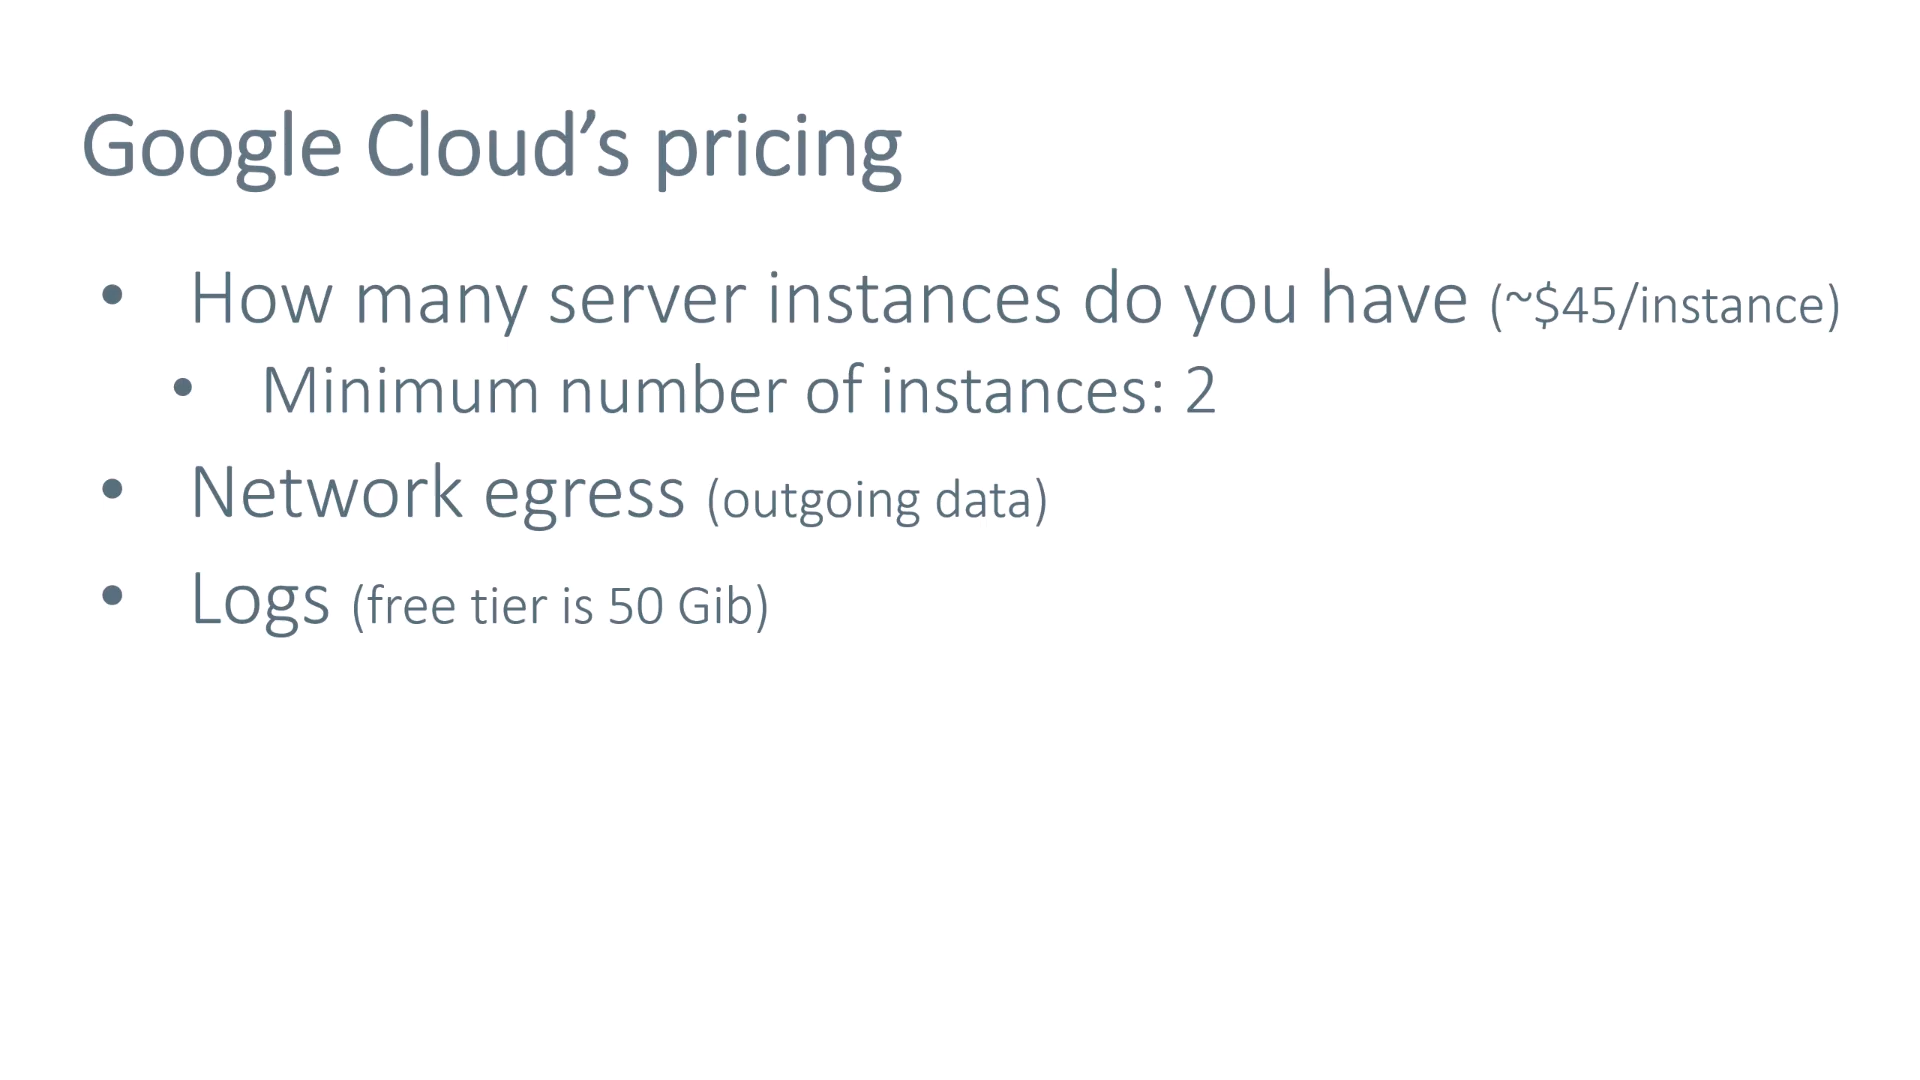 Google Cloud’s pricing
• How many server instances do you have (~$45/instance)
• Minimum number of instances: 2
• Network egress (outgoing data)
• Logs (free tier is 50 Gib)